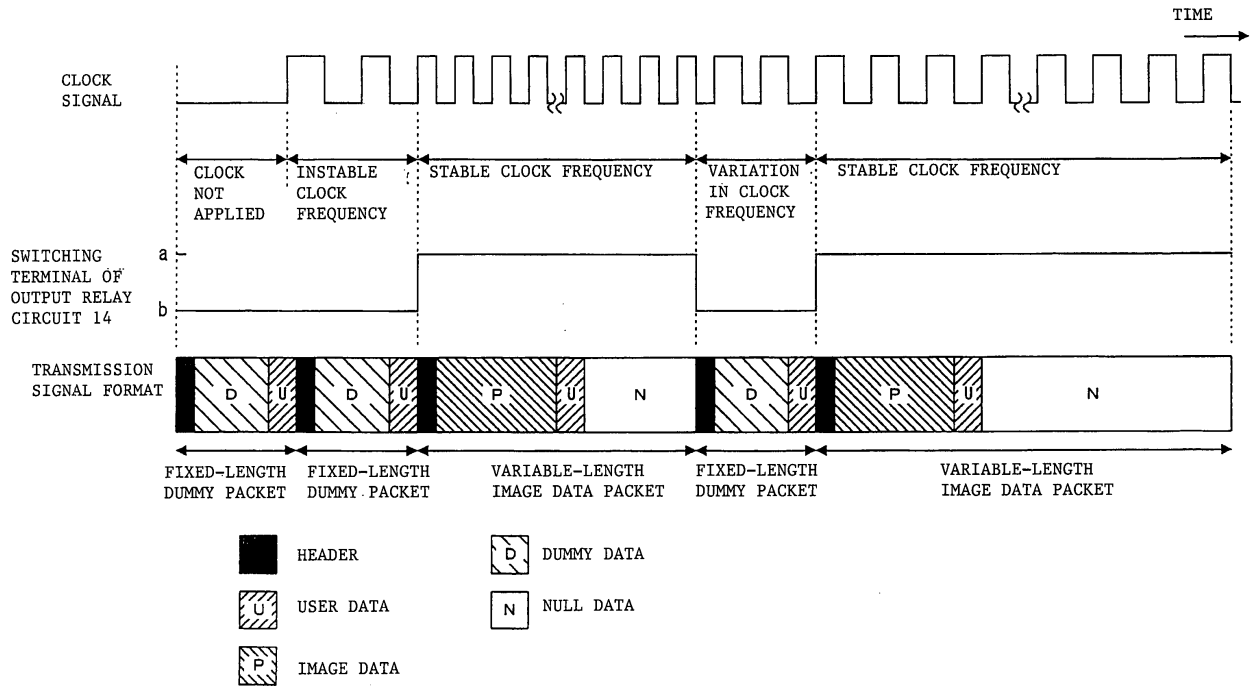 TIME
CLOCK
SIGNAL
CLOCK
NOT
APPLIED
INSTABLE
CLOCK
FREQUENCY
STABLE CLOCK FREQUENCY
VARIATION
IN CLOCK
FREQUENCY
STABLE CLOCK FREQUENCY
SWITCHING
TERMINAL OF
OUTPUT RELAY
CIRCUIT 14
a
b
TRANSMISSION
SIGNAL FORMAT
D U D U P U N D U P U N
FIXED-LENGTH
DUMMY PACKET
FIXED-LENGTH
DUMMY PACKET
VARIABLE-LENGTH
IMAGE DATA PACKET
FIXED-LENGTH
DUMMY PACKET
VARIABLE-LENGTH
IMAGE DATA PACKET
HEADER
D DUMMY DATA
U USER DATA
N NULL DATA
P IMAGE DATA